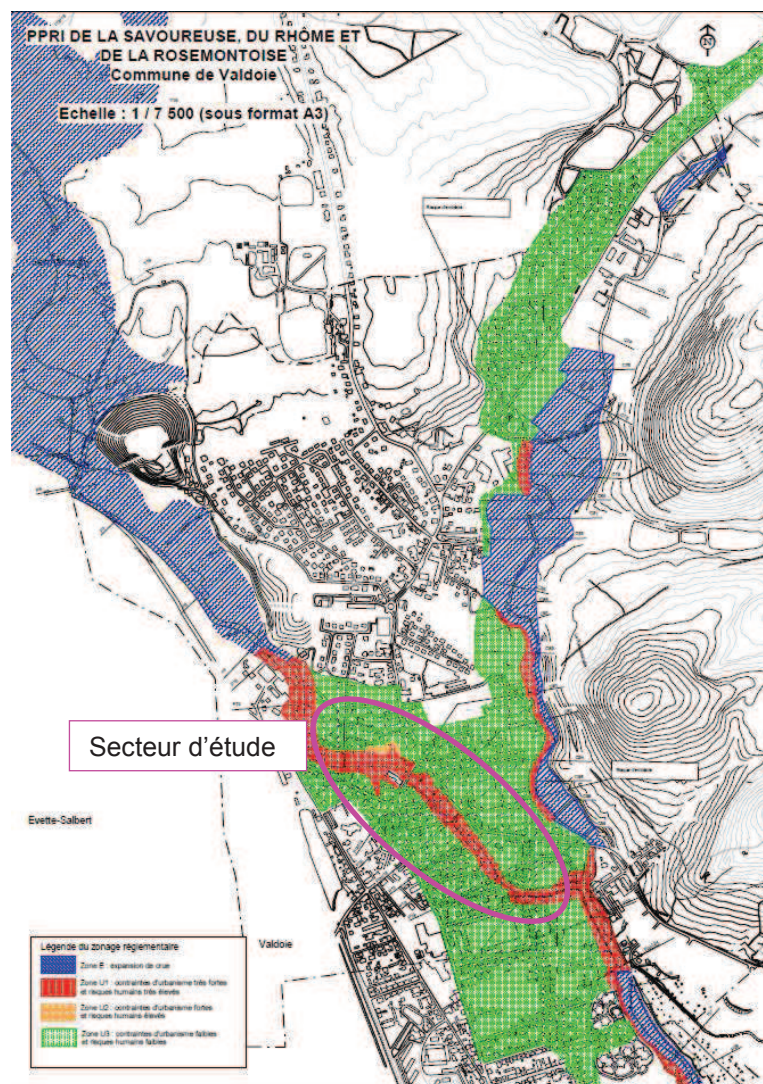 PPRI DE LA SAVOUREUSE, DU RHÔME ET
DE LA ROSEMONTOISE
Commune de Valdoie
Echelle : 1 / 7 500 (sous format A3)
Secteur d'étude
Evette-Salbert
Valdoie
Légende du zonage réglementaire
Zone E : expansion de crue
Zone U1 : contraintes d'urbanisme très fortes
et risques humains très élevés
Zone U2 : contraintes d'urbanisme fortes
et risques humains élevés
Zone U3 : contraintes d'urbanisme faibles
et risques humains faibles